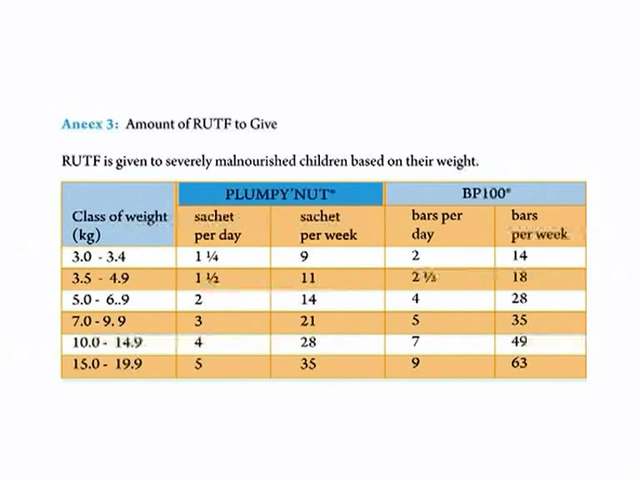 Aneex 3: Amount of RUTF to Give
RUTF is given to severely malnourished children based on their weight.
PLUMPY'NUT® BP100®
Class of weight (kg) sachet per day sachet per week bars per day bars per week
3.0 - 3.4 1 ¼ 9 2 14
3.5 - 4.9 1 ½ 11 2 ½ 18
5.0 - 6..9 2 14 4 28
7.0 - 9. 9 3 21 5 35
10.0 - 14.9 4 28 7 49
15.0 - 19.9 5 35 9 63